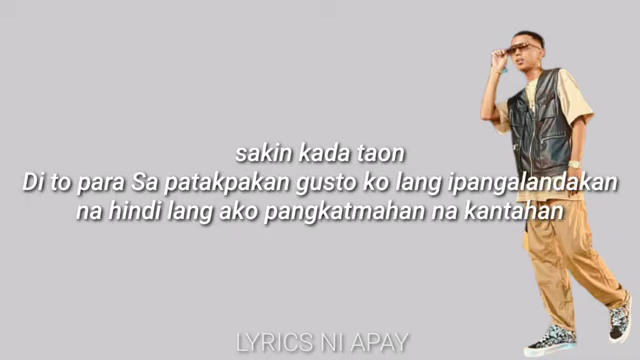 sakin kada taon
Di to para Sa patakpakan gusto ko lang ipangalandakan
na hindi lang ako pangkatmahan na kantahan
LYRICS NI APAY